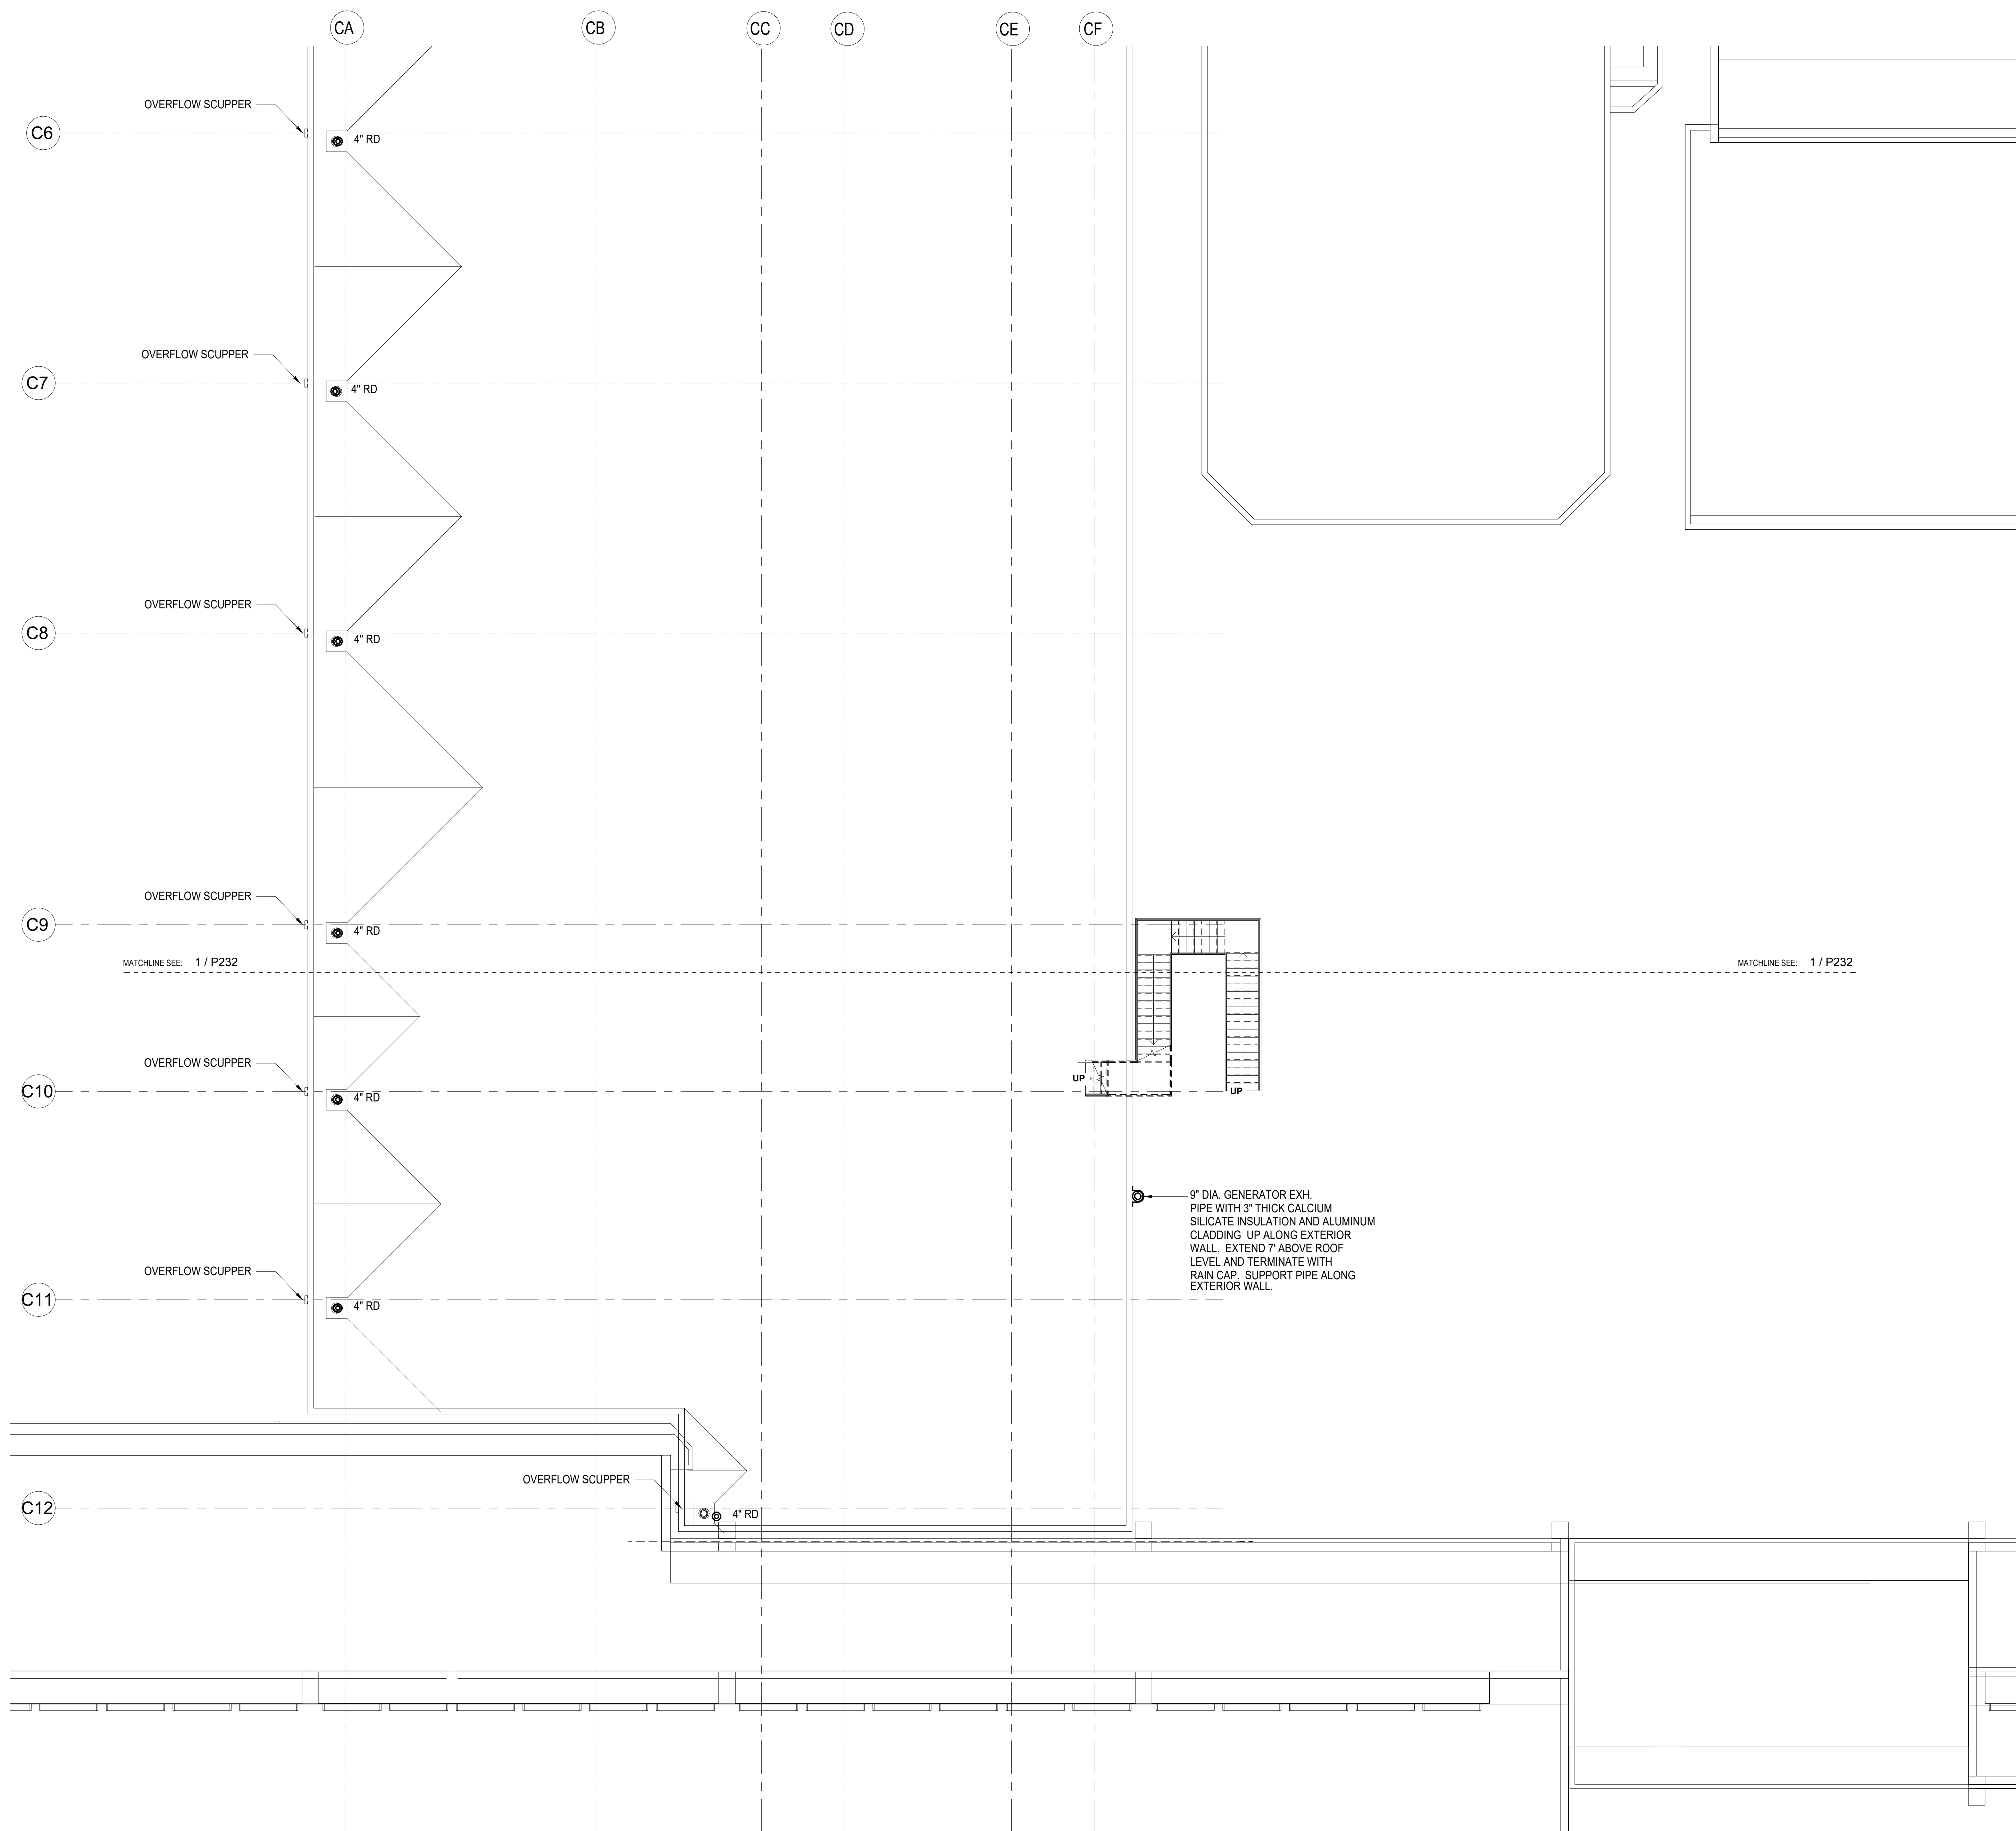 CA
CB
CC
CD
CE
CF
OVERFLOW SCUPPER
C6
4" RD
OVERFLOW SCUPPER
C7
4" RD
OVERFLOW SCUPPER
C8
4" RD
OVERFLOW SCUPPER
C9
4" RD
MATCHLINE SEE: 1 / P232
MATCHLINE SEE: 1 / P232
OVERFLOW SCUPPER
UP
C10
4" RD
UP
9" DIA. GENERATOR EXH.
PIPE WITH 3" THICK CALCIUM
SILICATE INSULATION AND ALUMINUM
CLADDING UP ALONG EXTERIOR
WALL. EXTEND 7' ABOVE ROOF
LEVEL AND TERMINATE WITH
RAIN CAP. SUPPORT PIPE ALONG
EXTERIOR WALL.
OVERFLOW SCUPPER
C11
4" RD
OVERFLOW SCUPPER
C12
4" RD